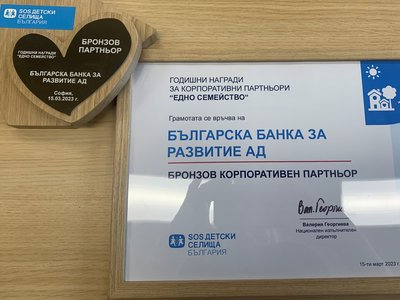 SOS ДЕТСКИ
СЕЛИЩА
БЪЛГАРИЯ
БРОНЗОВ
ПАРТНЬОР
ГОДИШНИ НАГРАДИ
"ЕДНО СЕМЕЙСТВО"
БЪЛГАРСКА БАНКА ЗА
РАЗВИТИЕ АД
София,
15.03.2023 г.
ГОДИШНИ НАГРАДИ
ЗА КОРПОРАТИВНИ ПАРТНЬОРИ
"ЕДНО СЕМЕЙСТВО"
Грамотата се връчва на
БЪЛГАРСКА БАНКА ЗА
РАЗВИТИЕ АД
БРОНЗОВ КОРПОРАТИВЕН ПАРТНЬОР
Валерия Георгиева
Национален изпълнителен
директор
SOS ДЕТСКИ
СЕЛИЩА
БЪЛГАРИЯ
15-ти март 2023 г.